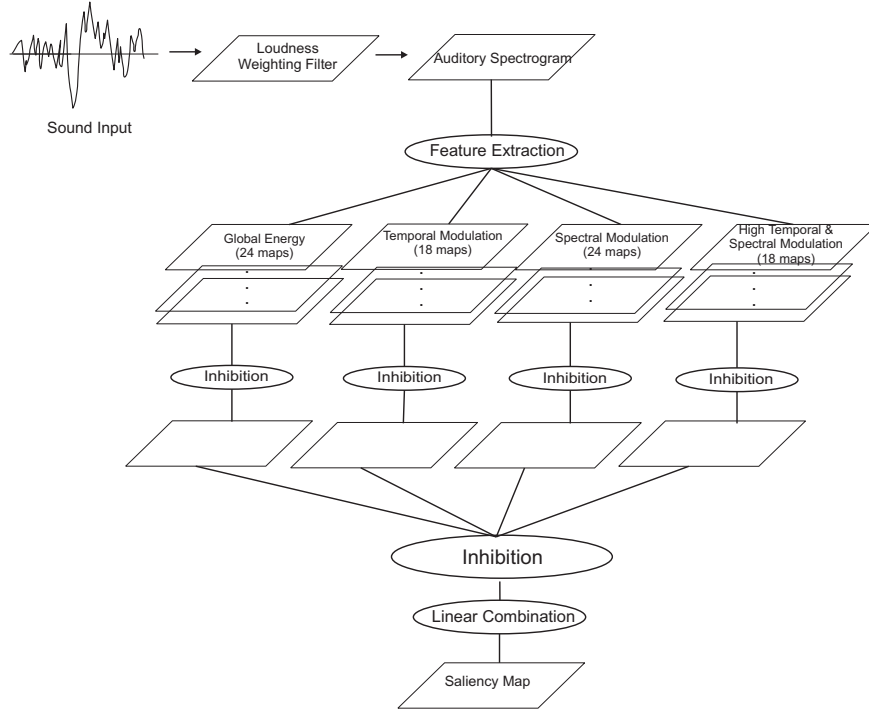 Loudness
Weighting Filter
Auditory Spectrogram
Sound Input
Feature Extraction
Global Energy
(24 maps)
Temporal Modulation
(18 maps)
Spectral Modulation
(24 maps)
High Temporal &
Spectral Modulation
(18 maps)
Inhibition
Inhibition
Inhibition
Inhibition
Inhibition
Linear Combination
Saliency Map